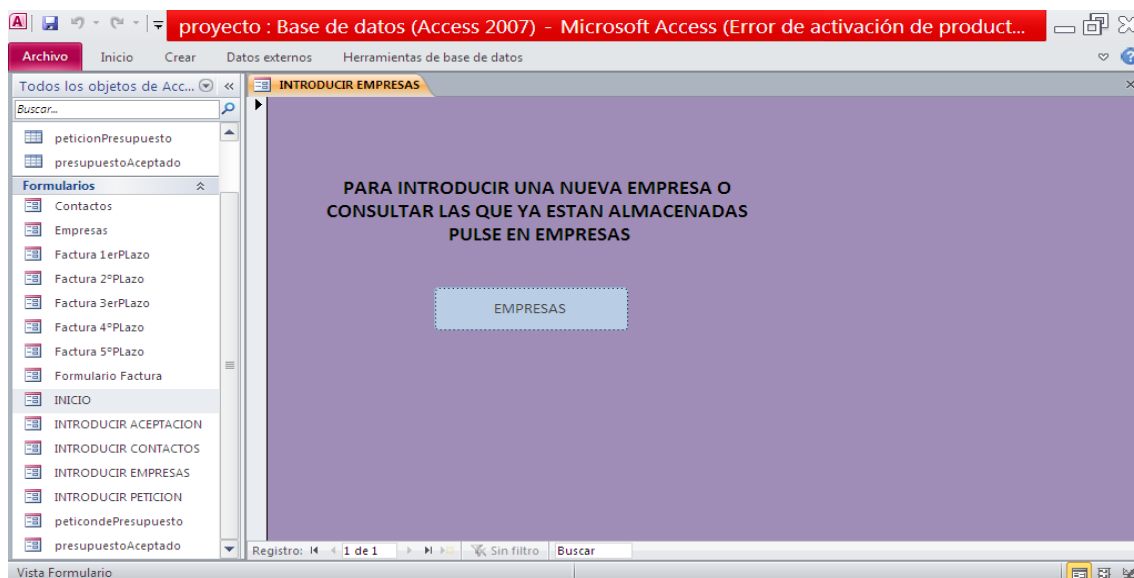 proyecto : Base de datos (Access 2007) - Microsoft Access (Error de activación de product...
Archivo Inicio Crear Datos externos Herramientas de base de datos
Todos los objetos de Acc...
Buscar...
peticionPresupuesto
presupuestoAceptado
Formularios
Contactos
Empresas
Factura 1erPLazo
Factura 2ºPLazo
Factura 3erPLazo
Factura 4ºPLazo
Factura 5ºPLazo
Formulario Factura
INICIO
INTRODUCIR ACEPTACION
INTRODUCIR CONTACTOS
INTRODUCIR EMPRESAS
INTRODUCIR PETICION
peticondePresupuesto
presupuestoAceptado
INTRODUCIR EMPRESAS
PARA INTRODUCIR UNA NUEVA EMPRESA O
CONSULTAR LAS QUE YA ESTAN ALMACENADAS
PULSE EN EMPRESAS
EMPRESAS
Registro: 1 de 1 Sin filtro Buscar
Vista Formulario